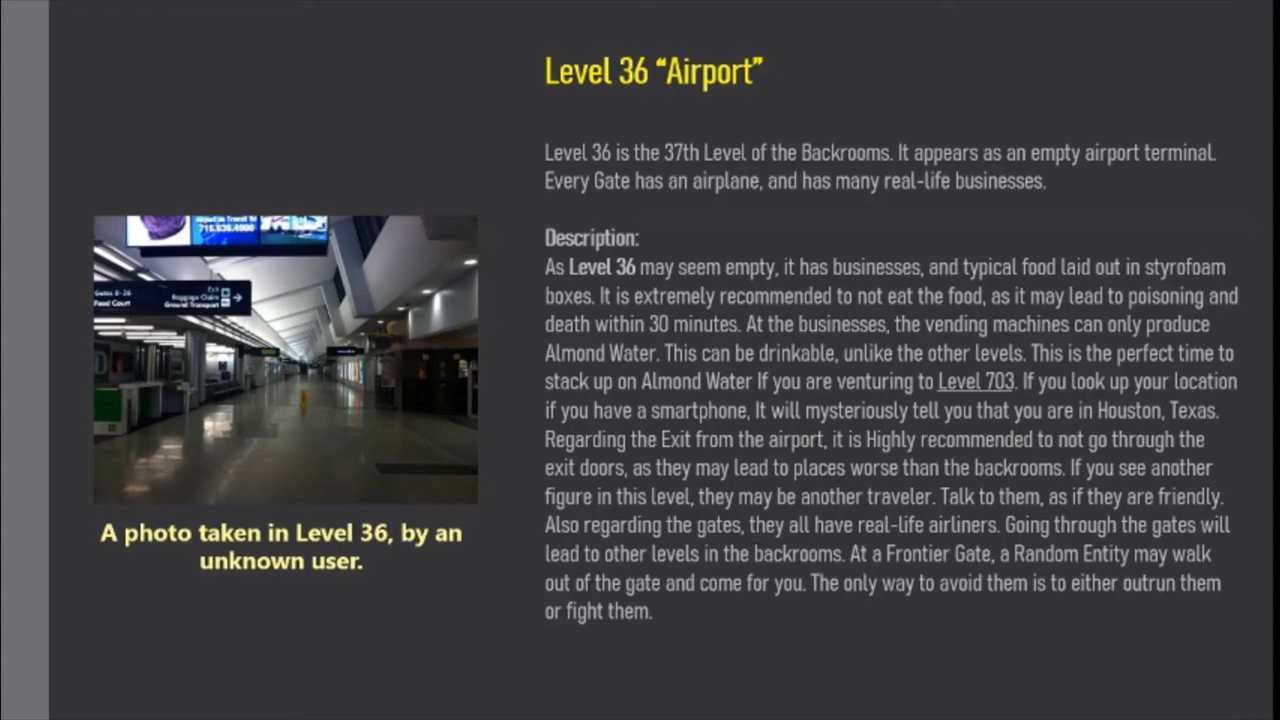 Level 36 “Airport”
Level 36 is the 37th Level of the Backrooms. It appears as an empty airport terminal.
Every Gate has an airplane, and has many real-life businesses.
Description:
As Level 36 may seem empty, it has businesses, and typical food laid out in styrofoam
boxes. It is extremely recommended to not eat the food, as it may lead to poisoning and
death within 30 minutes. At the businesses, the vending machines can only produce
Almond Water. This can be drinkable, unlike the other levels. This is the perfect time to
stack up on Almond Water If you are venturing to Level 703. If you look up your location
if you have a smartphone, It will mysteriously tell you that you are in Houston, Texas.
Regarding the Exit from the airport, it is Highly recommended to not go through the
exit doors, as they may lead to places worse than the backrooms. If you see another
figure in this level, they may be another traveler. Talk to them, as if they are friendly.
Also regarding the gates, they all have real-life airliners. Going through the gates will
lead to other levels in the backrooms. At a Frontier Gate, a Random Entity may walk
out of the gate and come for you. The only way to avoid them is to either outrun them
or fight them.
Gates
Food Court
Exit
Baggage Claim
Ground Transport
A photo taken in Level 36, by an
unknown user.